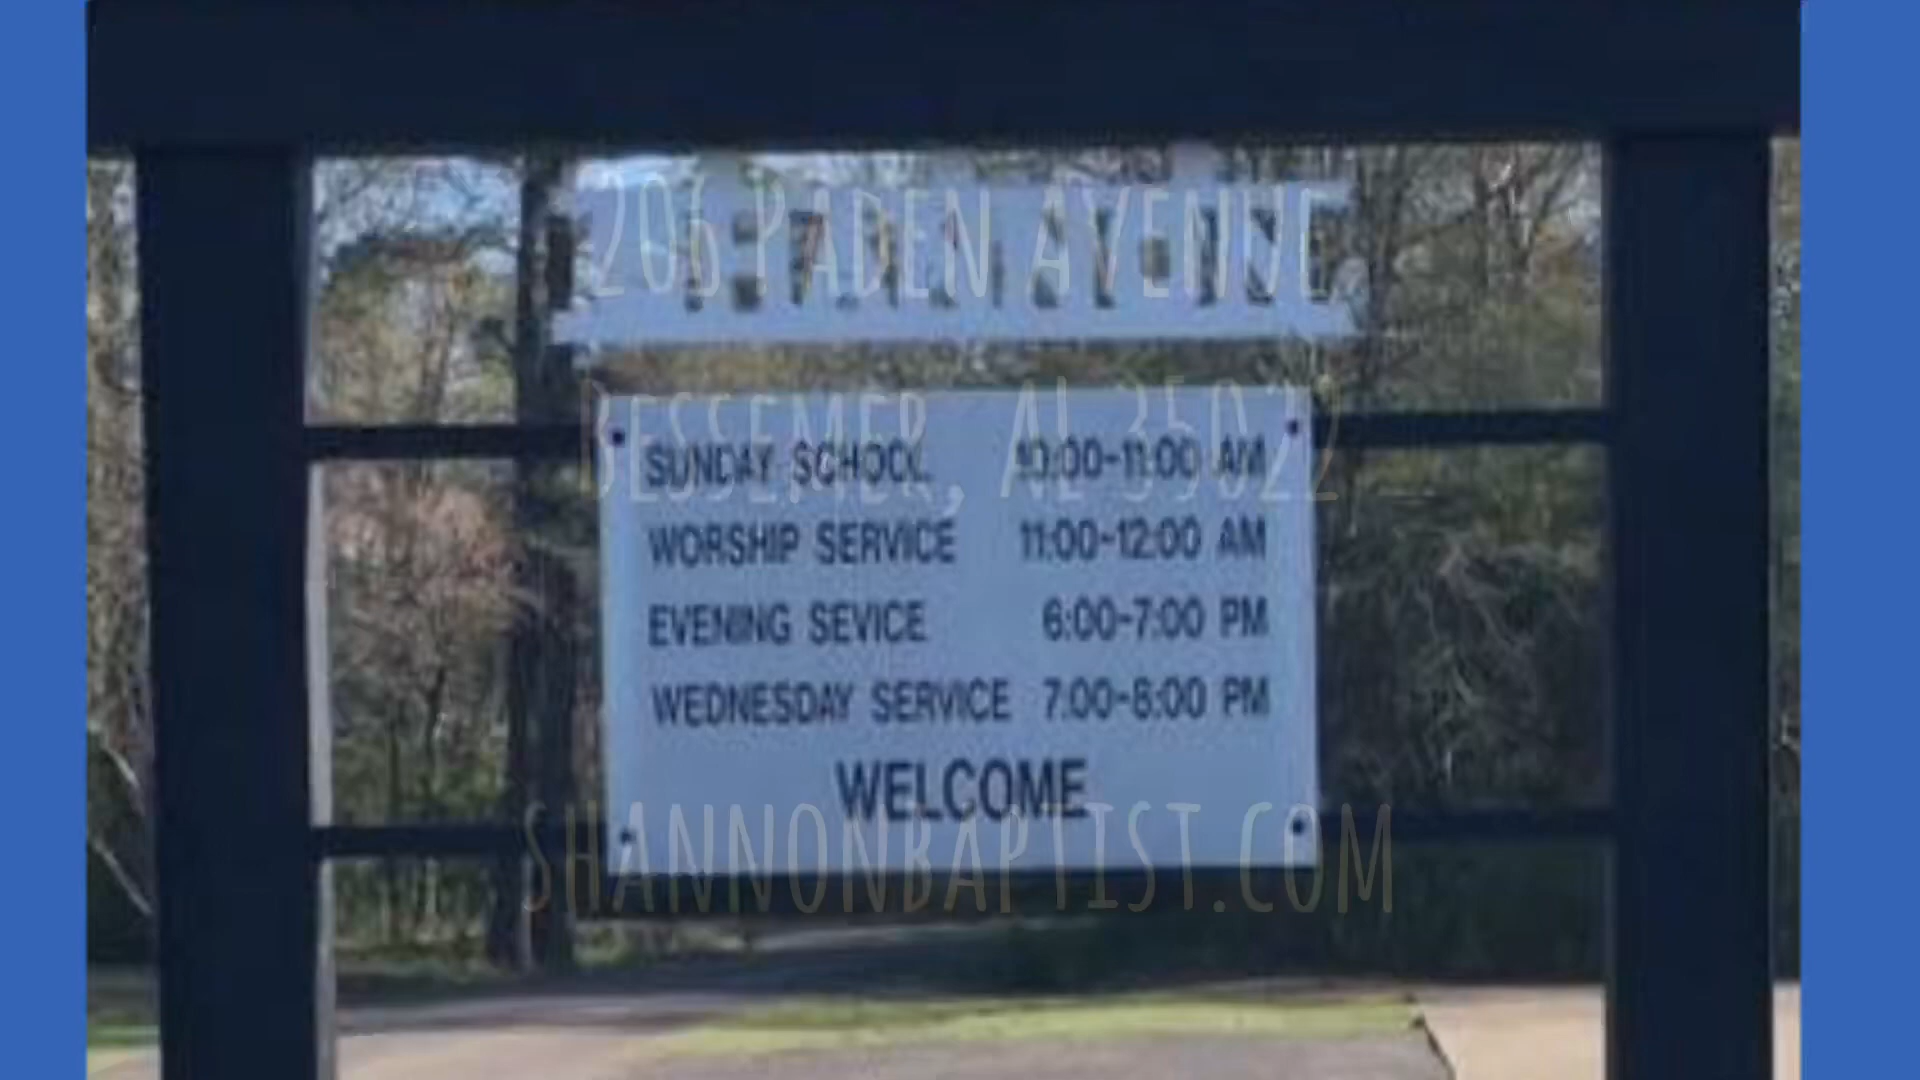 206 PADEN AVENUE
BESSEMER, AL 35022
SUNDAY SCHOOL 10:00-11:00 AM
WORSHIP SERVICE 11:00-12:00 AM
EVENING SEVICE 6:00-7:00 PM
WEDNESDAY SERVICE 7:00-8:00 PM
WELCOME
SHANNONBAPTIST.COM